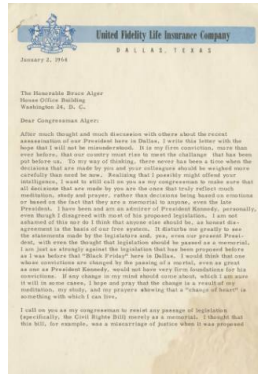 United Fidelity Life Insurance Company
DALLAS, TEXAS
January 2, 1964
The Honorable Bruce Alger
House Office Building
Washington 24, D. C.
Dear Congressman Alger:
After much thought and much discussion with others about the recent
assassination of our President here in Dallas, I write this letter with the
hope that I will not be misunderstood. It is my firm conviction, more than
ever before, that our country must rise to meet the challenge that has been
put before us. To my way of thinking, there never has been a time when the
decisions that are made by you and your colleagues should be weighed more
carefully than need be now. Realizing that I possibly might offend your
intelligence, I want to still call on you as my congressman to make sure that
all decisions that are made by you are the ones that truly reflect much
meditation, study and prayer, rather than decisions being based on emotions
or based on the fact that they are a memorial to anyone, even the late
President. I have been and am an admirer of President Kennedy, personally,
even though I disagreed with most of his proposed legislation. I am not
ashamed of this nor do I think that anyone else should be, as honest dis-
agreement is the basis of our free system. It disturbs me greatly to see
the statements made by the legislators and, yes, even our present Presi-
dent, with even the thought that legislation should be passed as a memorial.
I am just as strongly against the legislation that has been proposed before
as I was before that "Black Friday" here in Dallas. I would think that one
whose convictions are changed by the passing of a mortal, even as great
as one as President Kennedy, would not have very firm foundations for his
convictions. If any change in my mind should come about, which I am sure
it will in some cases, I hope and pray that the change is a result of my
meditation, my study, and my prayers showing that a "change of heart" is
something with which I can live.
I call on you as my congressman to resist any passage of legislation
(specifically, the Civil Rights Bill) merely as a memorial. I thought that
this bill, for example, was a miscarriage of justice when it was proposed